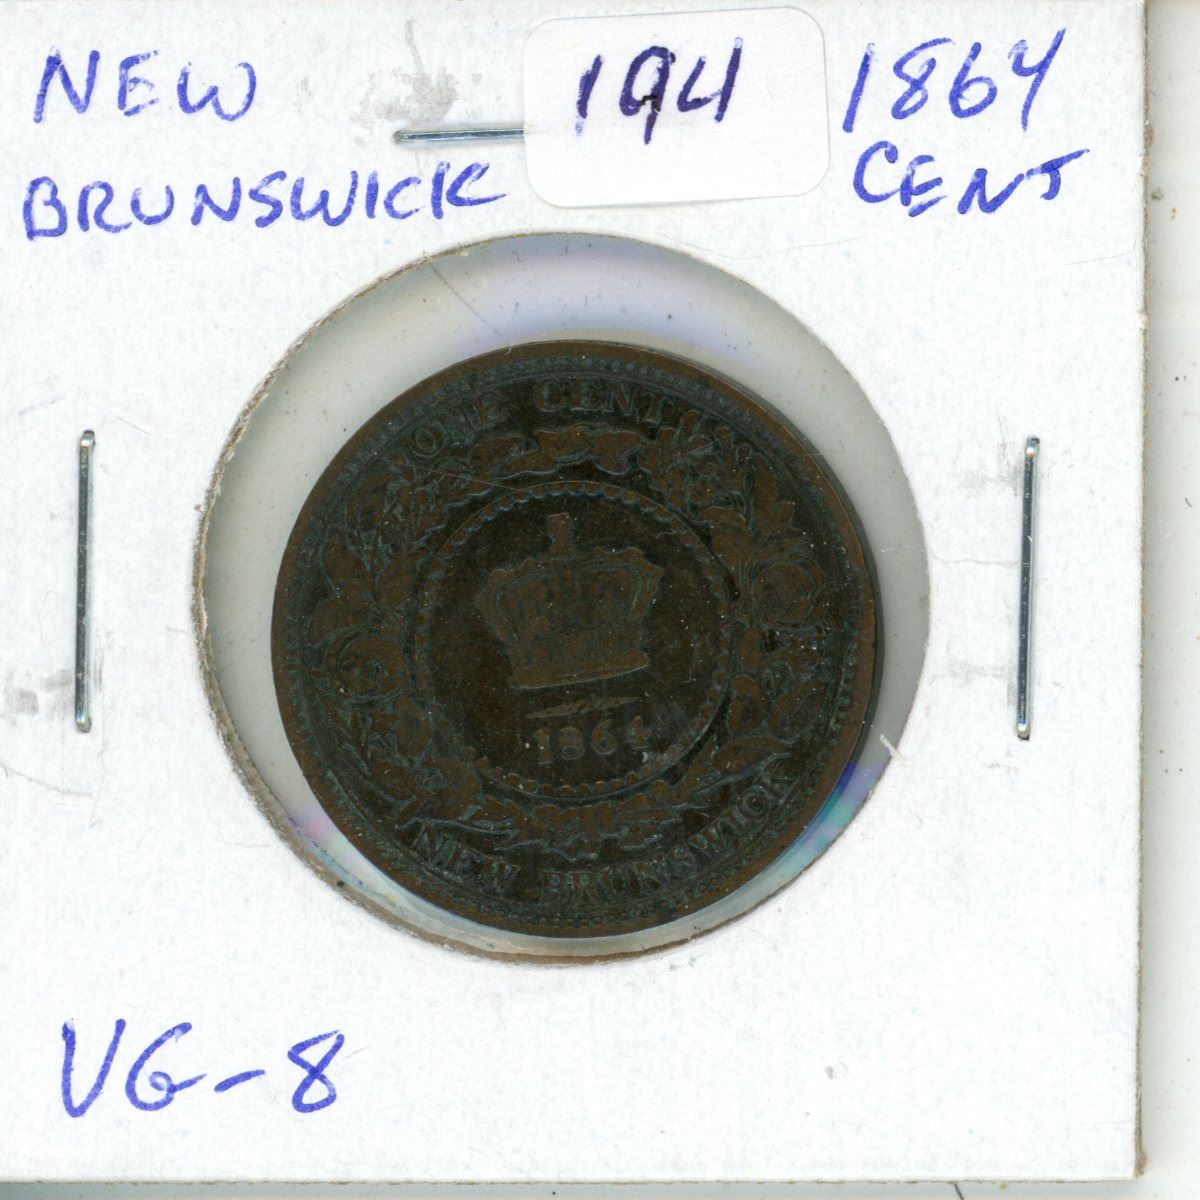 NEW
BRUNSWICK
194
1864
CENT
ONE CENT
1864
NEW BRUNSWICK
VG-8